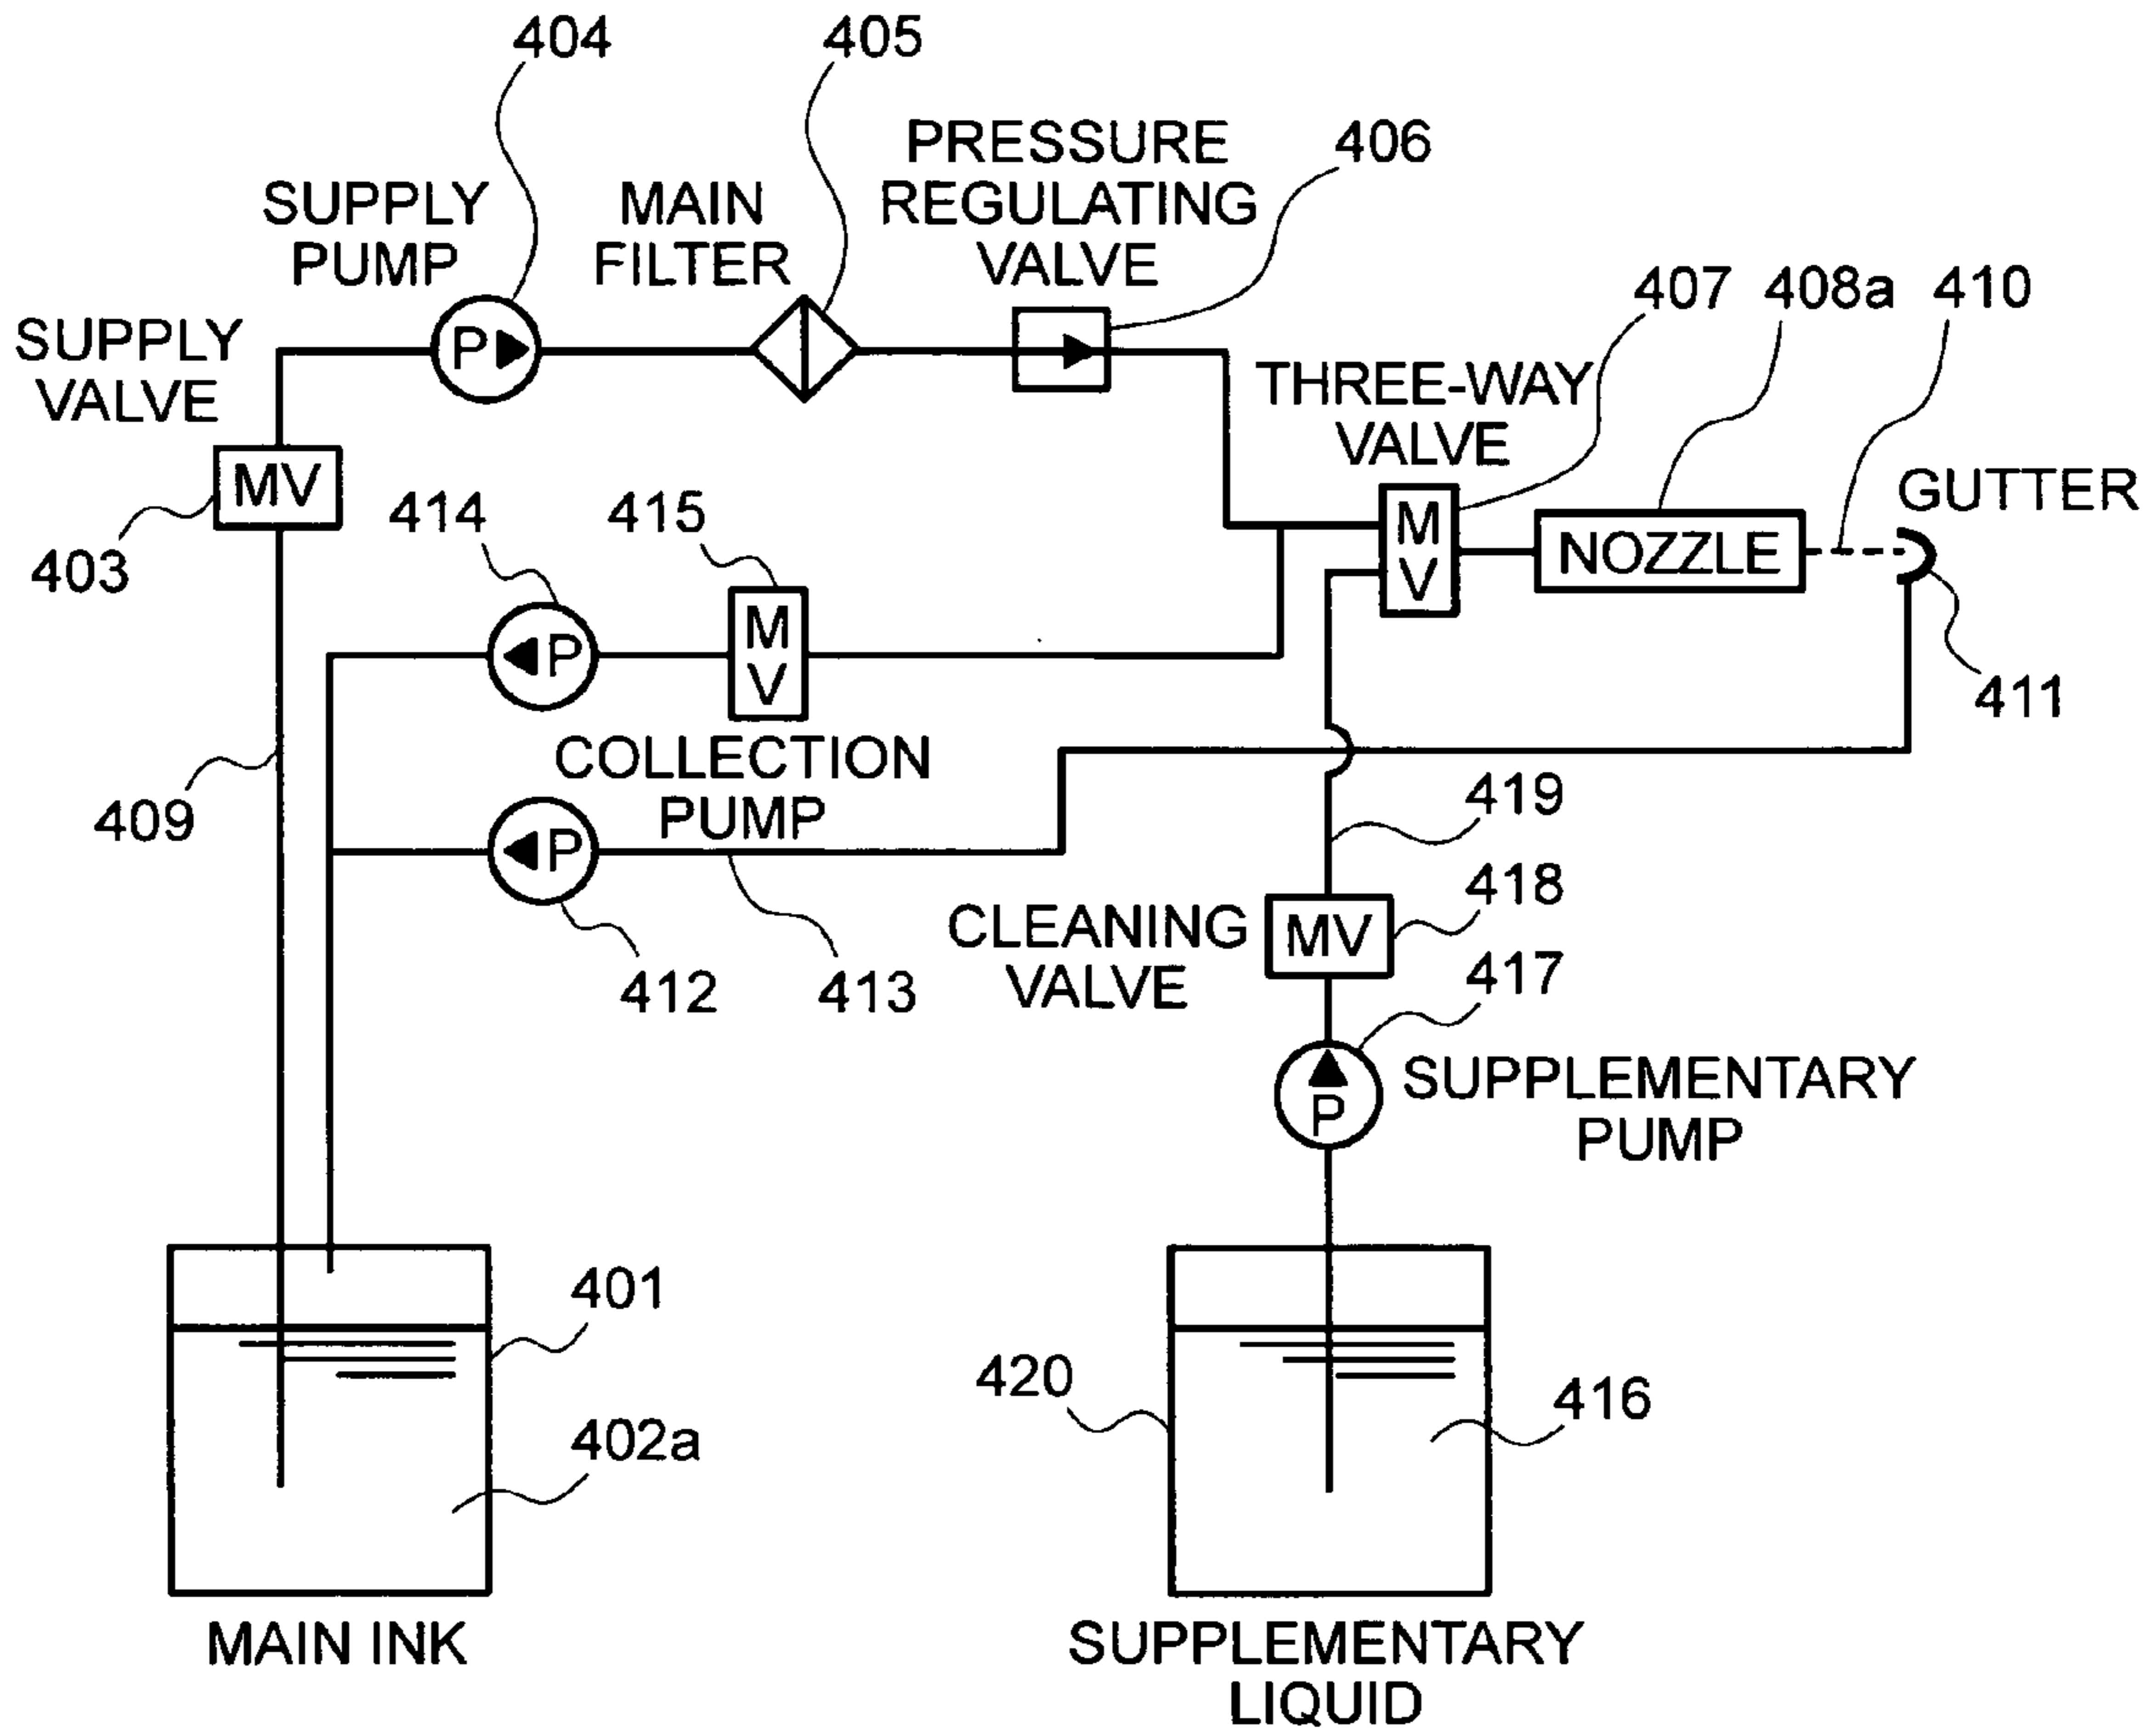 404
405
PRESSURE
REGULATING
VALVE
406
SUPPLY
PUMP
MAIN
FILTER
407
408a
410
SUPPLY
VALVE
P
THREE-WAY
VALVE
MV
403
414
415
M
V
NOZZLE
GUTTER
411
P
M
V
COLLECTION
PUMP
409
P
419
418
CLEANING
VALVE
MV
417
412
413
P
SUPPLEMENTARY
PUMP
401
402a
420
416
MAIN INK
SUPPLEMENTARY
LIQUID